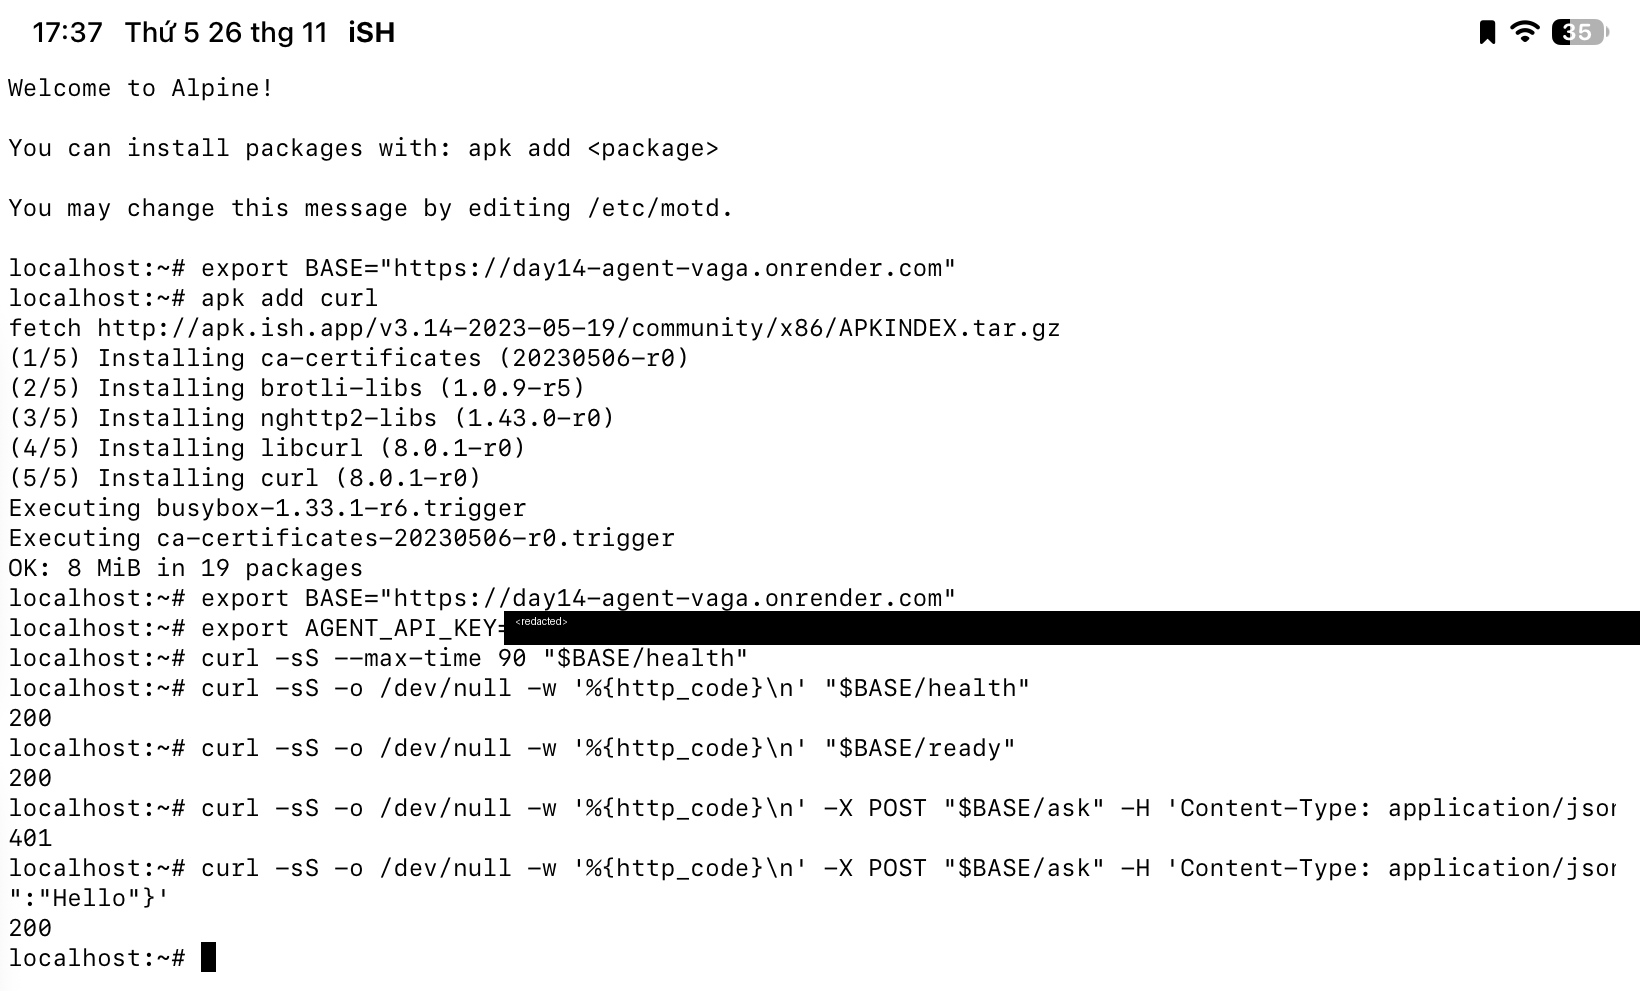 17:37 Thứ 5 26 thg 11 iSH
35
Welcome to Alpine!
You can install packages with: apk add <package>
You may change this message by editing /etc/motd.
localhost:~# export BASE="https://day14-agent-vaga.onrender.com"
localhost:~# apk add curl
fetch http://apk.ish.app/v3.14-2023-05-19/community/x86/APKINDEX.tar.gz
(1/5) Installing ca-certificates (20230506-r0)
(2/5) Installing brotli-libs (1.0.9-r5)
(3/5) Installing nghttp2-libs (1.43.0-r0)
(4/5) Installing libcurl (8.0.1-r0)
(5/5) Installing curl (8.0.1-r0)
Executing busybox-1.33.1-r6.trigger
Executing ca-certificates-20230506-r0.trigger
OK: 8 MiB in 19 packages
localhost:~# export BASE="https://day14-agent-vaga.onrender.com"
localhost:~# export AGENT_API_KEY=<redacted>
localhost:~# curl -sS --max-time 90 "$BASE/health"
localhost:~# curl -sS -o /dev/null -w '%{http_code}\n' "$BASE/health"
200
localhost:~# curl -sS -o /dev/null -w '%{http_code}\n' "$BASE/ready"
200
localhost:~# curl -sS -o /dev/null -w '%{http_code}\n' -X POST "$BASE/ask" -H 'Content-Type: application/json
401
localhost:~# curl -sS -o /dev/null -w '%{http_code}\n' -X POST "$BASE/ask" -H 'Content-Type: application/json
":"Hello"}'
200
localhost:~#